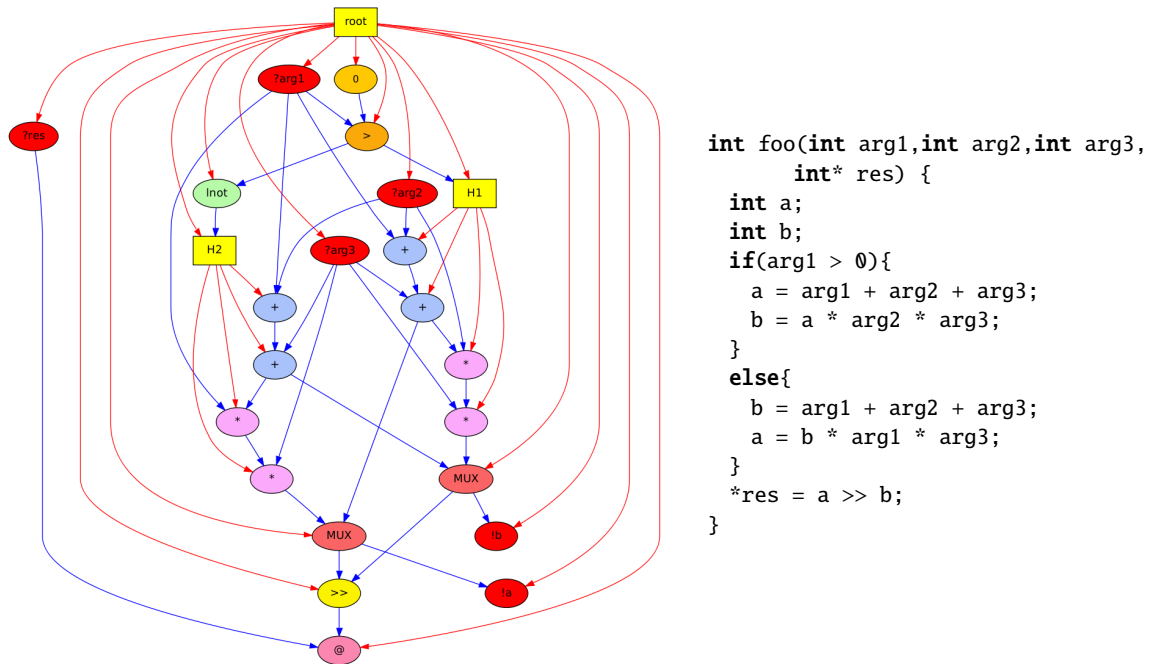 root
?arg1
0
?res
>
lnot
?arg2
H1
H2
?arg3
+
+
+
+
*
*
*
*
MUX
MUX
!b
>>
!a
@
int foo(int arg1,int arg2,int arg3,
int* res) {
int a;
int b;
if(arg1 > 0){
a = arg1 + arg2 + arg3;
b = a * arg2 * arg3;
}
else{
b = arg1 + arg2 + arg3;
a = b * arg1 * arg3;
}
*res = a >> b;
}